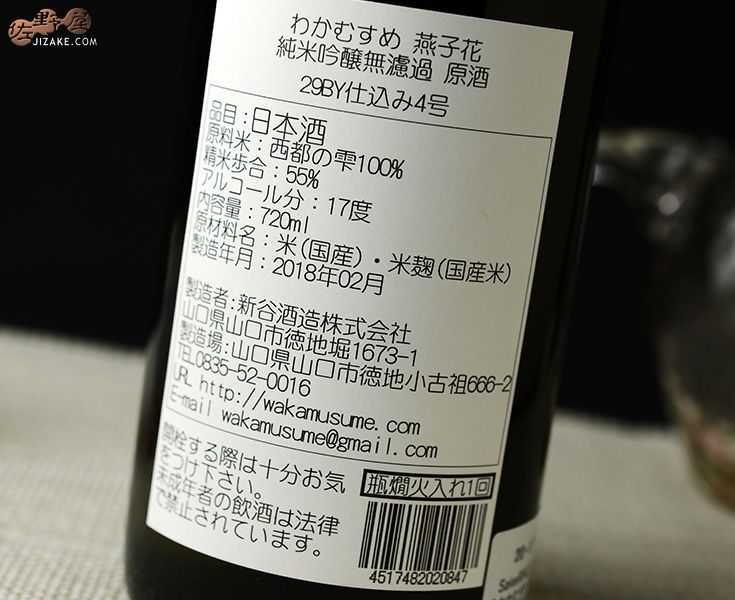 佐野屋
JIZAKE.COM
わかむすめ 燕子花
純米吟醸無濾過 原酒
29BY仕込み4号
品目：日本酒
原料米：西都の雫100%
精米歩合：55%
アルコール分：17度
内容量：720ml
原材料名：米(国産)・米麹(国産米)
製造年月：2018年02月
製造者：新谷酒造株式会社
山口県山口市徳地堀1673-1
製造場：山口県山口市徳地小古祖666-2
TEL0835-52-0016
URL http://wakamusume.com
E-mail wakamusume@gmail.com
開栓する際は十分お気
をつけ下さい。
未成年者の飲酒は法律
で禁止されています。
瓶燗火入れ1回
4517482020847